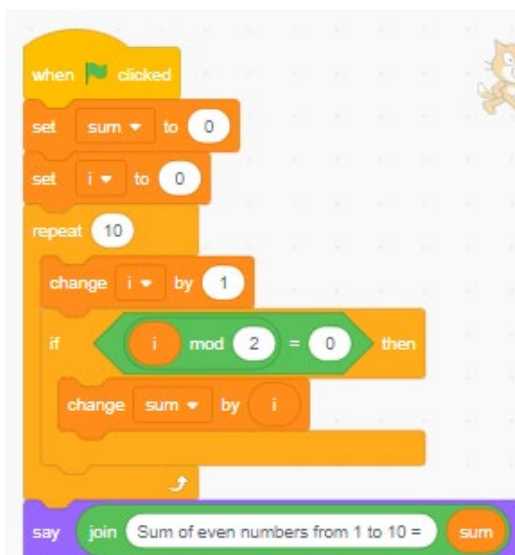 when clicked
set sum to 0
set i to 0
repeat 10
change i by 1
if i mod 2 = 0 then
change sum by i
say join Sum of even numbers from 1 to 10 = sum